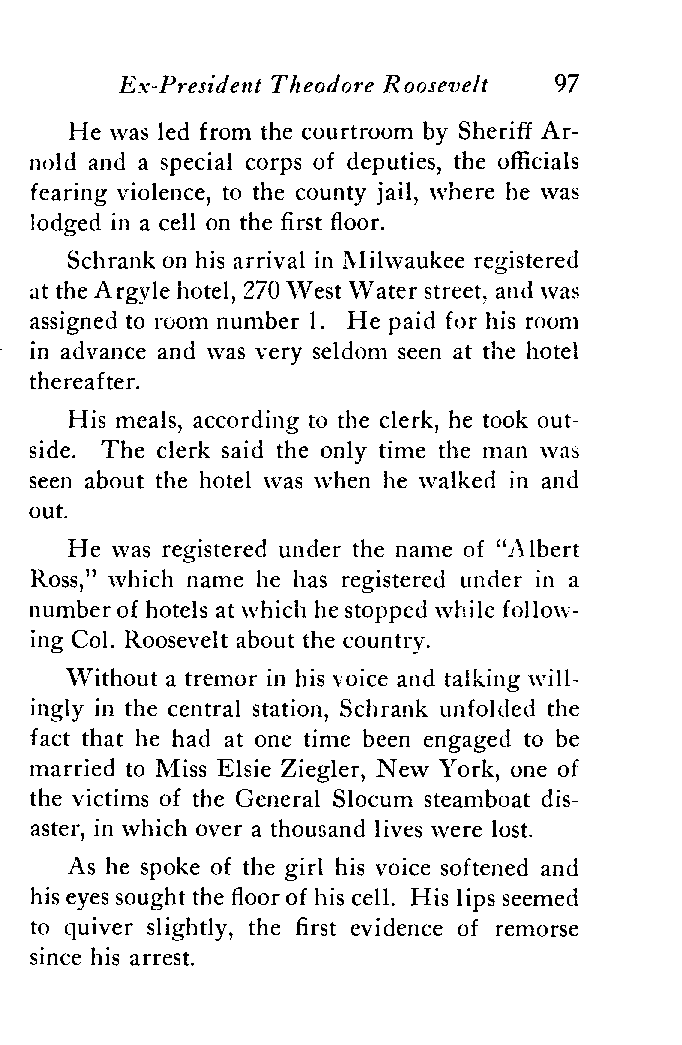 Ex-President Theodore Roosevelt 97
He was led from the courtroom by Sheriff Ar-
nold and a special corps of deputies, the officials
fearing violence, to the county jail, where he was
lodged in a cell on the first floor.
Schrank on his arrival in Milwaukee registered
at the Argyle hotel, 270 West Water street, and was
assigned to room number 1. He paid for his room
in advance and was very seldom seen at the hotel
thereafter.
His meals, according to the clerk, he took out-
side. The clerk said the only time the man was
seen about the hotel was when he walked in and
out.
He was registered under the name of "Albert
Ross," which name he has registered under in a
number of hotels at which he stopped while follow-
ing Col. Roosevelt about the country.
Without a tremor in his voice and talking will-
ingly in the central station, Schrank unfolded the
fact that he had at one time been engaged to be
married to Miss Elsie Ziegler, New York, one of
the victims of the General Slocum steamboat dis-
aster, in which over a thousand lives were lost.
As he spoke of the girl his voice softened and
his eyes sought the floor of his cell. His lips seemed
to quiver slightly, the first evidence of remorse
since his arrest.